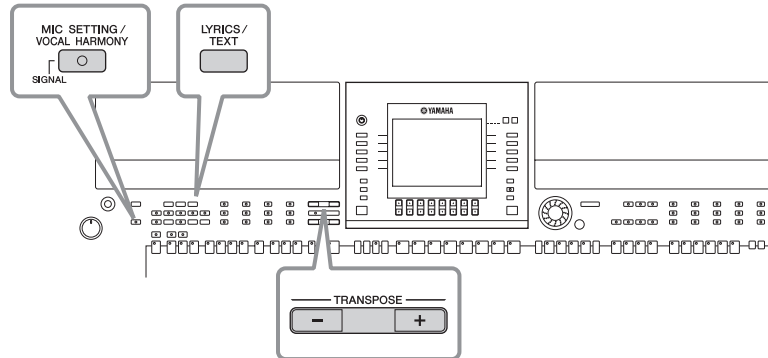 MIC SETTING /
VOCAL HARMONY
SIGNAL
LYRICS /
TEXT
YAMAHA
TRANSPOSE
− +